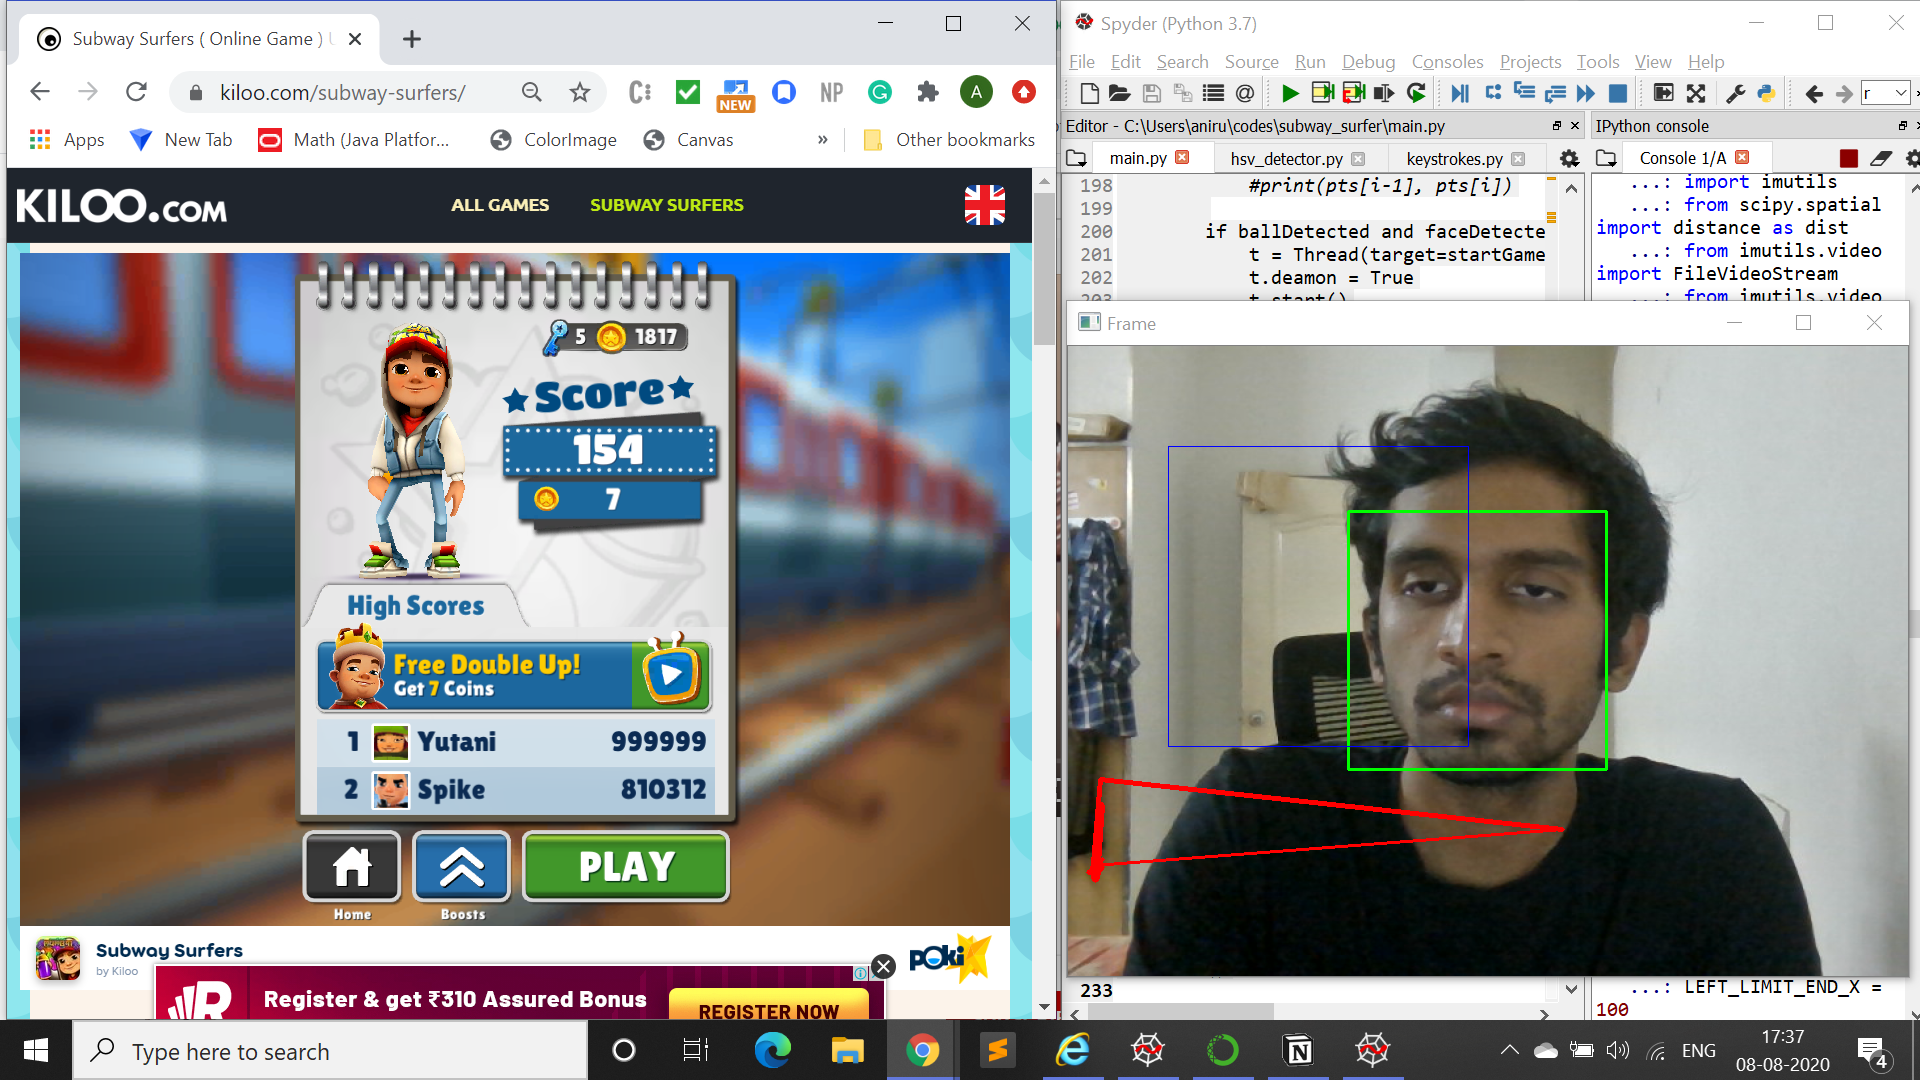 Subway Surfers ( Online Game )
kiloo.com/subway-surfers/
NEW
NP
A
Apps
New Tab
Math (Java Platfor...
ColorImage
Canvas
»
Other bookmarks
KILOO.COM
ALL GAMES
SUBWAY SURFERS
5
1817
Score
154
7
High Scores
Free Double Up!
Get 7 Coins
1 Yutani 999999
2 Spike 810312
PLAY
Home
Boosts
Subway Surfers
by Kiloo
poki
Register & get ₹310 Assured Bonus
REGISTER NOW
Spyder (Python 3.7)
File Edit Search Source Run Debug Consoles Projects Tools View Help
r
Editor - C:\Users\aniru\codes\subway_surfer\main.py
main.py
hsv_detector.py
keystrokes.py
198 #print(pts[i-1], pts[i])
199
200 if ballDetected and faceDetecte
201 t = Thread(target=startGame
202 t.deamon = True
203 t.start()
233
IPython console
Console 1/A
...: import imutils
...: from scipy.spatial
import distance as dist
...: from imutils.video
import FileVideoStream
...: from imutils.video
Frame
...: LEFT_LIMIT_END_X =
100
Type here to search
ENG
17:37
08-08-2020
4